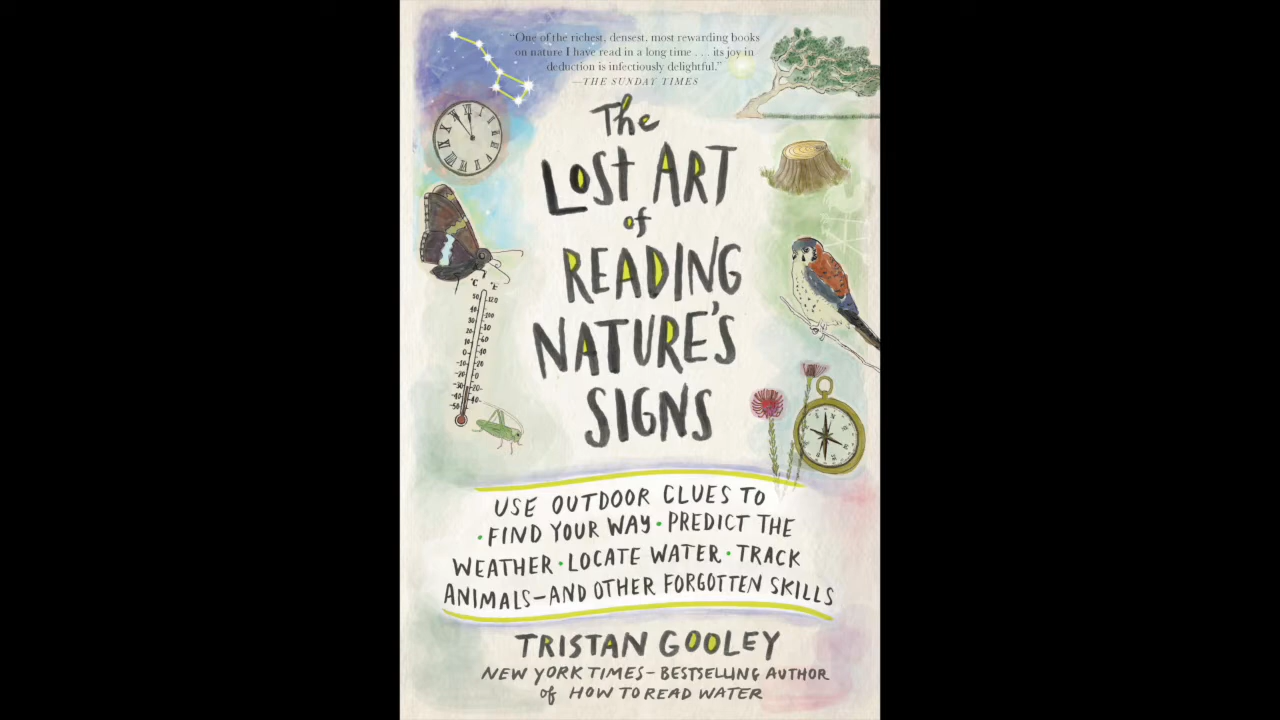 “One of the richest, densest, most rewarding books
on nature I have read in a long time . . . its joy in
deduction is infectiously delightful.”
—THE SUNDAY TIMES
The
LOST ART
of
READING
NATURE'S
SIGNS
USE OUTDOOR CLUES TO
• FIND YOUR WAY • PREDICT THE
WEATHER • LOCATE WATER • TRACK
ANIMALS—AND OTHER FORGOTTEN SKILLS
TRISTAN GOOLEY
NEW YORK TIMES–BESTSELLING AUTHOR
of HOW TO READ WATER